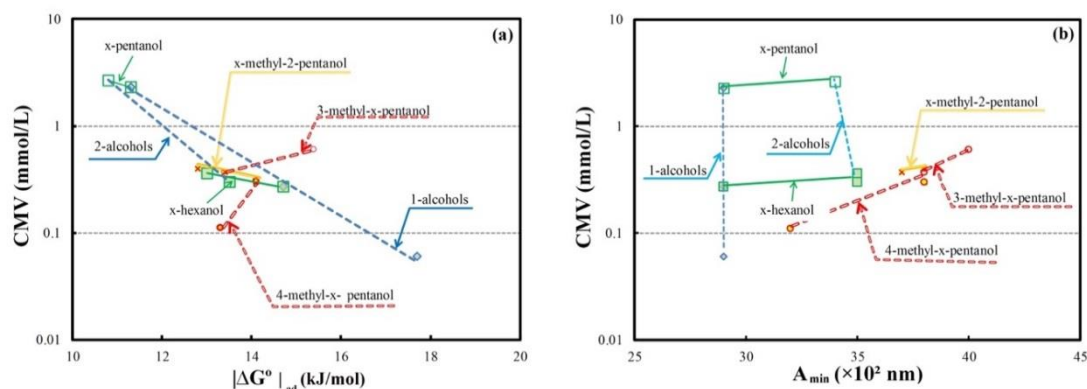 10
(a)
x-pentanol
x-methyl-2-pentanol
3-methyl-x-pentanol
1
2-alcohols
x-hexanol
1-alcohols
0.1
4-methyl-x- pentanol
0.01
CMV (mmol/L)
10 12 14 16 18 20
|ΔGº |ad (kJ/mol)
10
(b)
x-pentanol
x-methyl-2-pentanol
1
2-alcohols
1-alcohols
x-hexanol
3-methyl-x-pentanol
0.1
4-methyl-x-pentanol
0.01
CMV (mmol/L)
25 30 35 40 45
Amin (×10² nm)